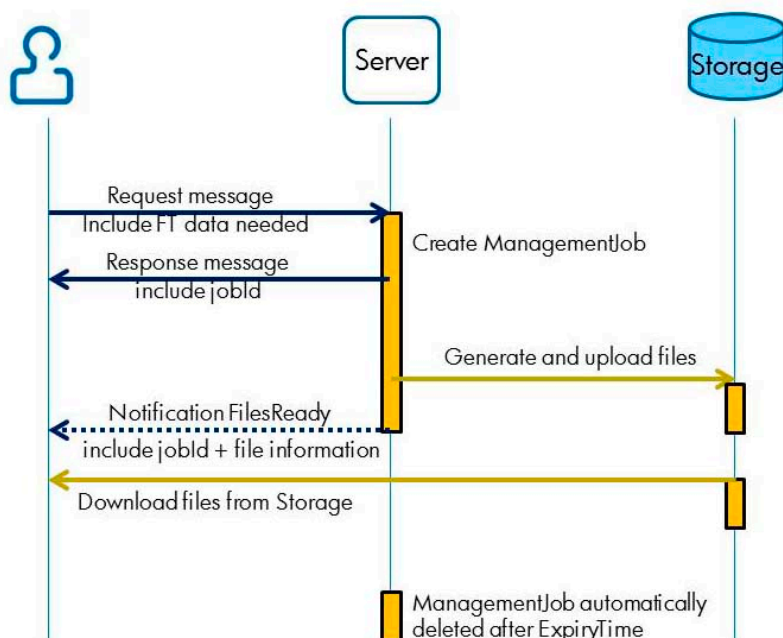 Server
Storage
Request message
Include FT data needed
Create ManagementJob
Response message
include jobId
Generate and upload files
Notification FilesReady
include jobId + file information
Download files from Storage
ManagementJob automatically
deleted after ExpiryTime